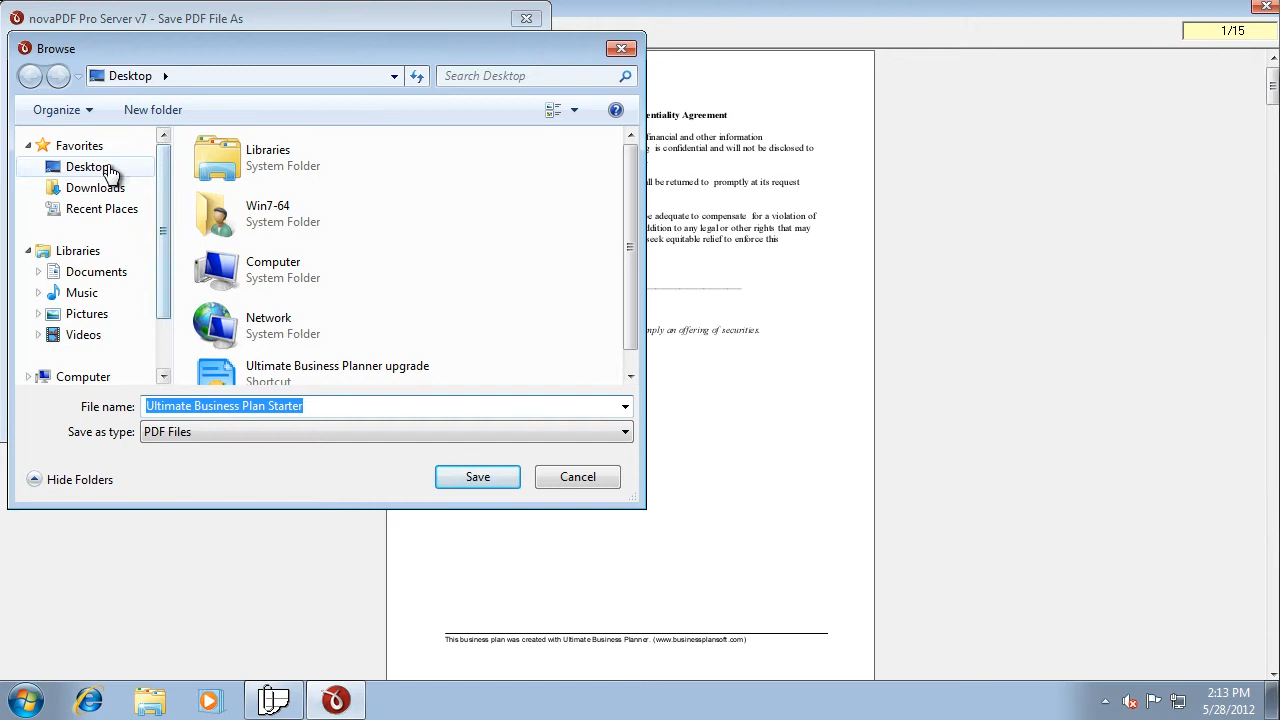 novaPDF Pro Server v7 - Save PDF File As
1/15
Browse
Desktop
Search Desktop
Organize
New folder
Favorites
Desktop
Downloads
Recent Places
Libraries
Documents
Music
Pictures
Videos
Computer
Libraries
System Folder
Win7-64
System Folder
Computer
System Folder
Network
System Folder
Ultimate Business Planner upgrade
Shortcut
File name:
Ultimate Business Plan Starter
Save as type:
PDF Files
Hide Folders
Save
Cancel
entiality Agreement
financial and other information
is confidential and will not be disclosed to
ll be returned to promptly at its request
be adequate to compensate for a violation of
ddition to any legal or other rights that may
seek equitable relief to enforce this
mply an offering of securities.
This business plan was created with Ultimate Business Planner. (www.businessplansoft.com)
2:13 PM
5/28/2012